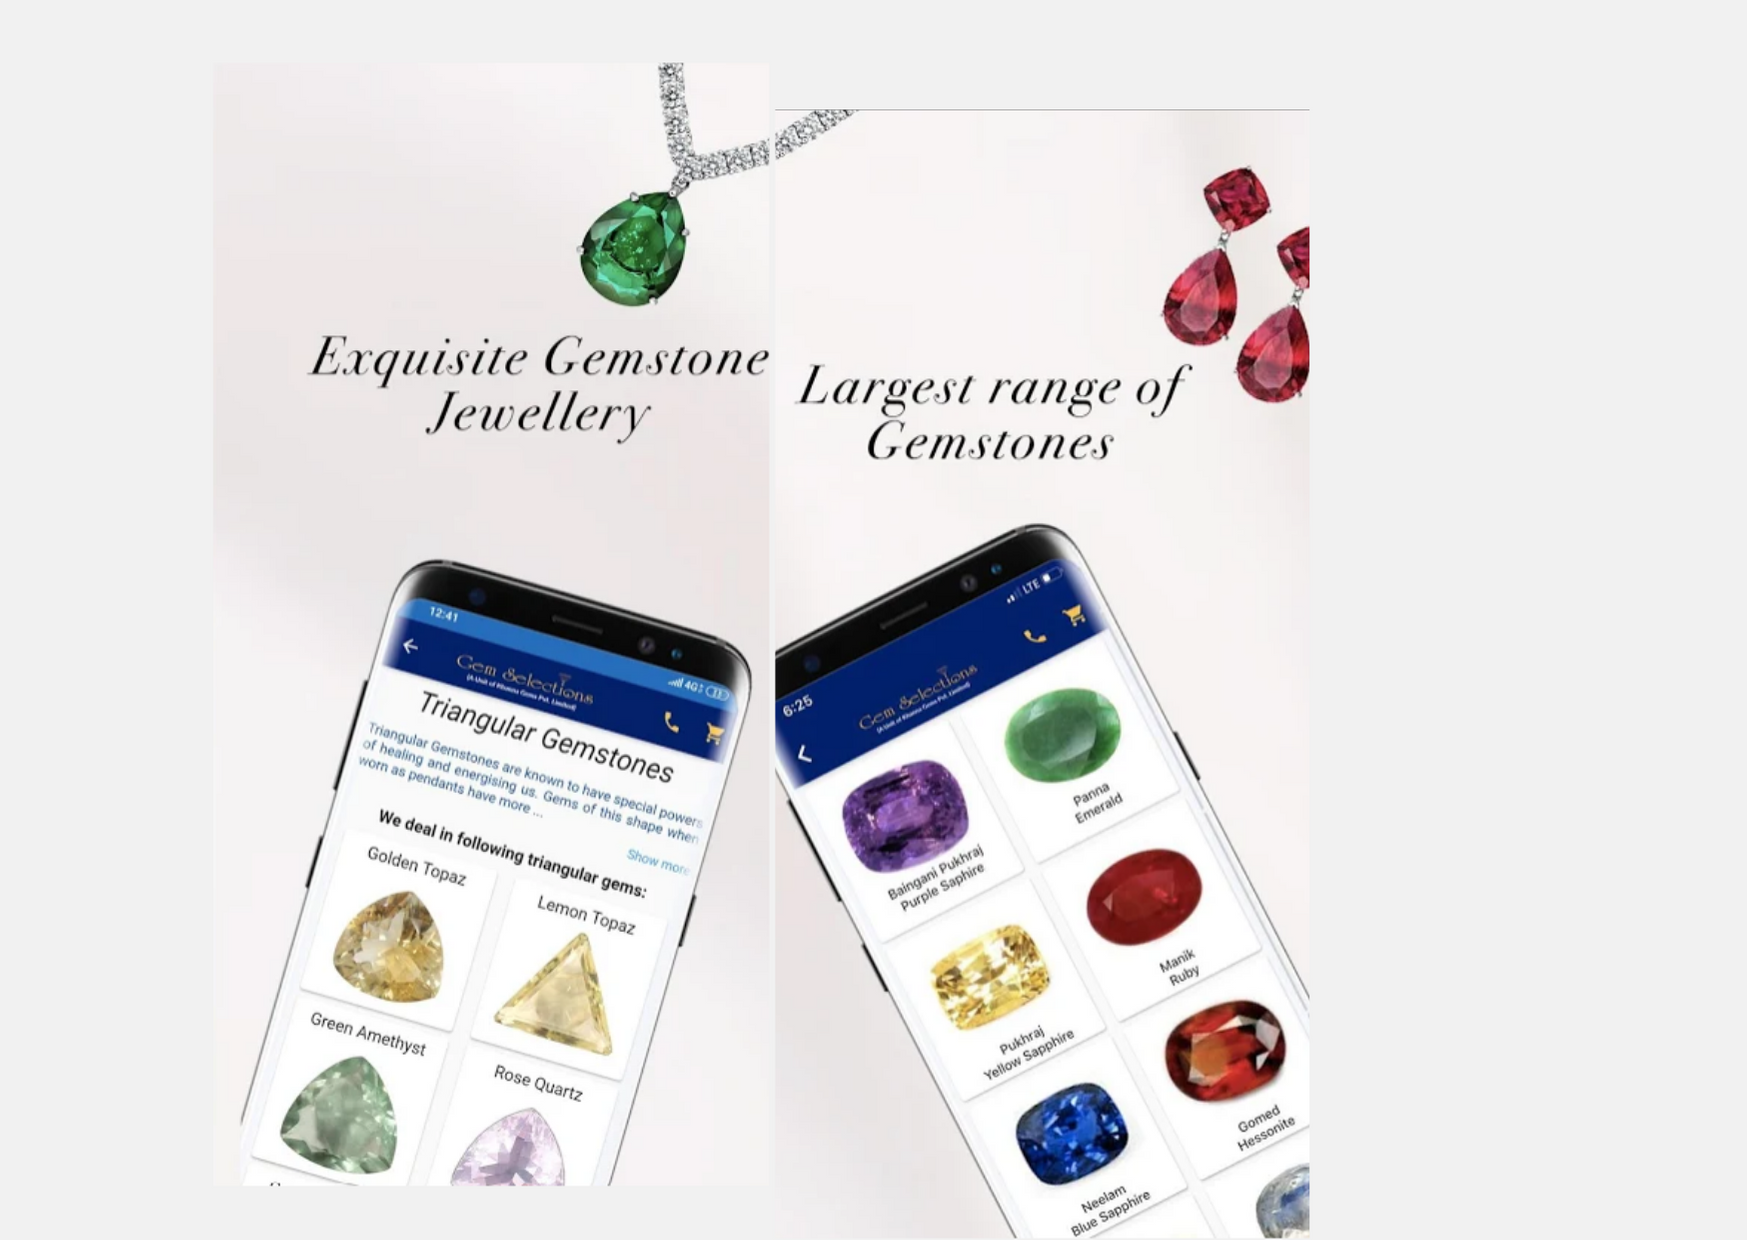 Exquisite Gemstone
Jewellery
12:41
4G
Gem Selections
(A Unit of Khanna Gems Pvt. Limited)
Triangular Gemstones
Triangular Gemstones are known to have special powers
of healing and energising us. Gems of this shape when
worn as pendants have more ...
Show more
We deal in following triangular gems:
Golden Topaz
Lemon Topaz
Green Amethyst
Rose Quartz
Largest range of
Gemstones
6:25
LTE
Gem Selections
(A Unit of Khanna Gems Pvt. Limited)
Panna
Emerald
Baingani Pukhraj
Purple Saphire
Manik
Ruby
Pukhraj
Yellow Sapphire
Gomed
Hessonite
Neelam
Blue Sapphire